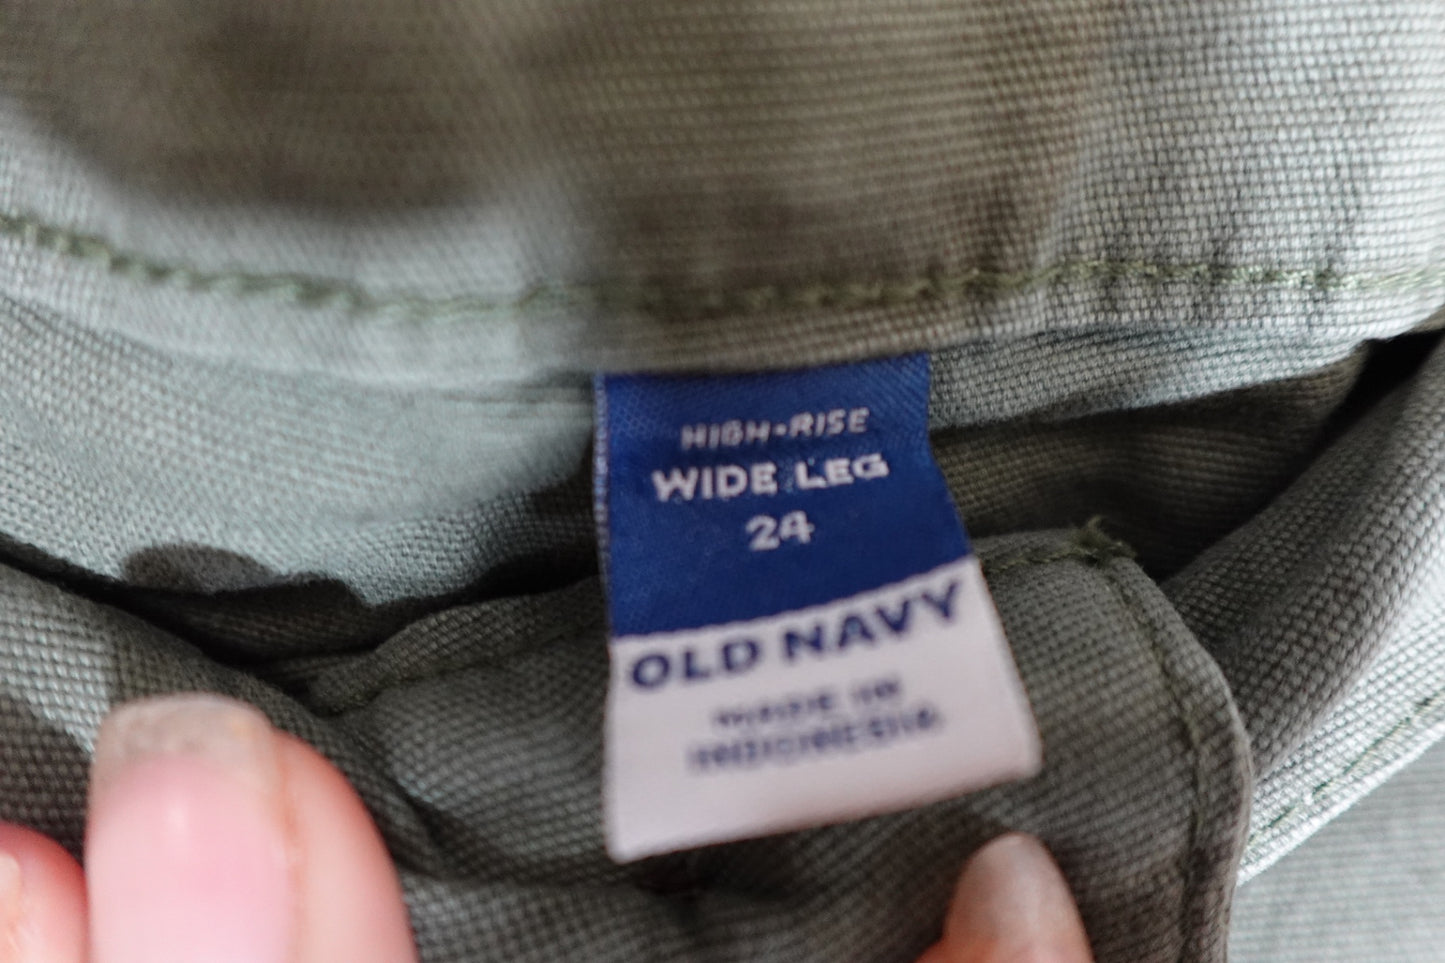 HIGH-RISE
WIDE LEG
24
OLD NAVY
MADE IN
INDONESIA